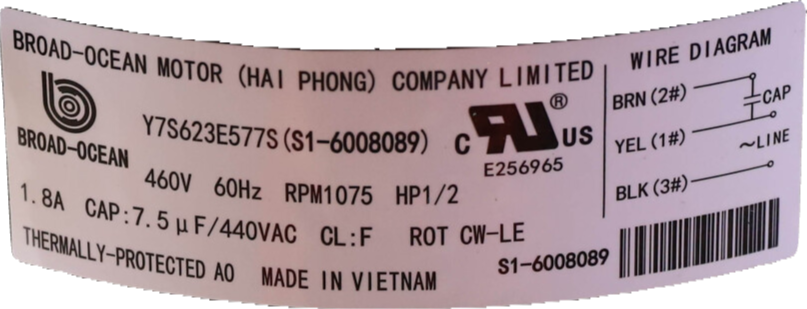 BROAD-OCEAN MOTOR (HAI PHONG) COMPANY LIMITED
BROAD-OCEAN
Y7S623E577S(S1-6008089)
C RU US ®
E256965
460V 60Hz RPM1075 HP1/2
1.8A CAP:7.5μF/440VAC CL:F ROT CW-LE
THERMALLY-PROTECTED AO MADE IN VIETNAM
S1-6008089
WIRE DIAGRAM
BRN(2#)
CAP
YEL(1#)
~LINE
BLK(3#)